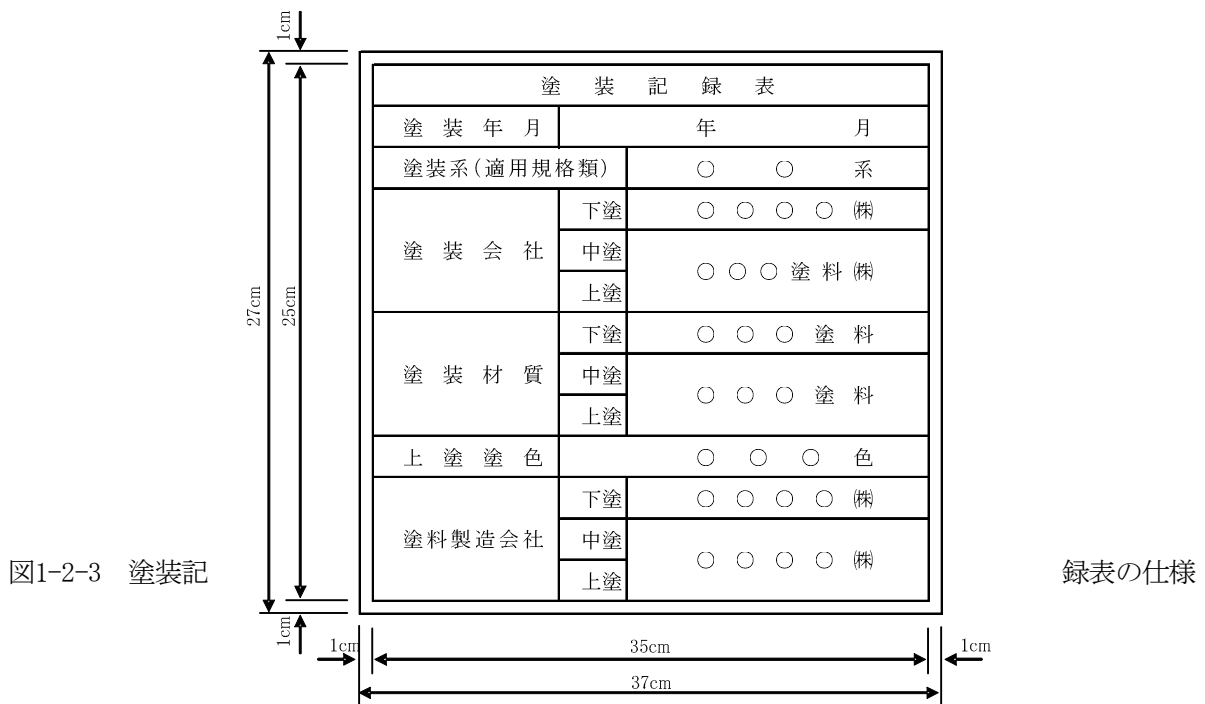 1cm
塗装記録表
塗装年月 年 月
塗装系(適用規格類) ○ ○ 系
塗装会社 下塗 ○○○○㈱
中塗 ○○○塗料㈱
上塗
27cm
25cm
塗装材質 下塗 ○○○塗料
中塗 ○○○塗料
上塗
上塗塗色 ○○○色
塗料製造会社 下塗 ○○○○㈱
中塗 ○○○○㈱
上塗
図1-2-3 塗装記録表の仕様
1cm
1cm 35cm 1cm
37cm